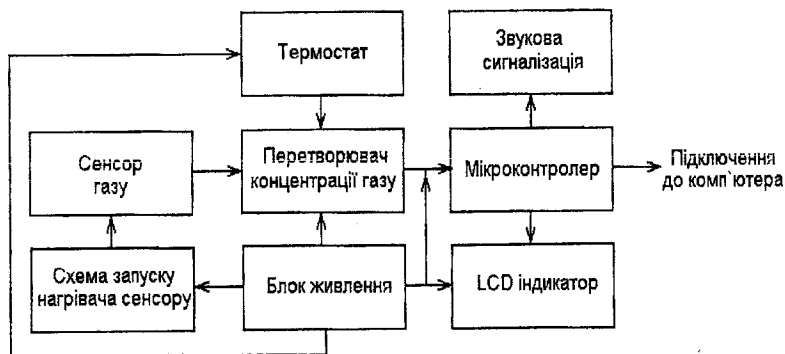 Термостат
Звукова
сигналізація
Сенсор
газу
Перетворювач
концентрації газу
Мікроконтролер
Підключення
до комп`ютера
Схема запуску
нагрівача сенсору
Блок живлення
LCD індикатор